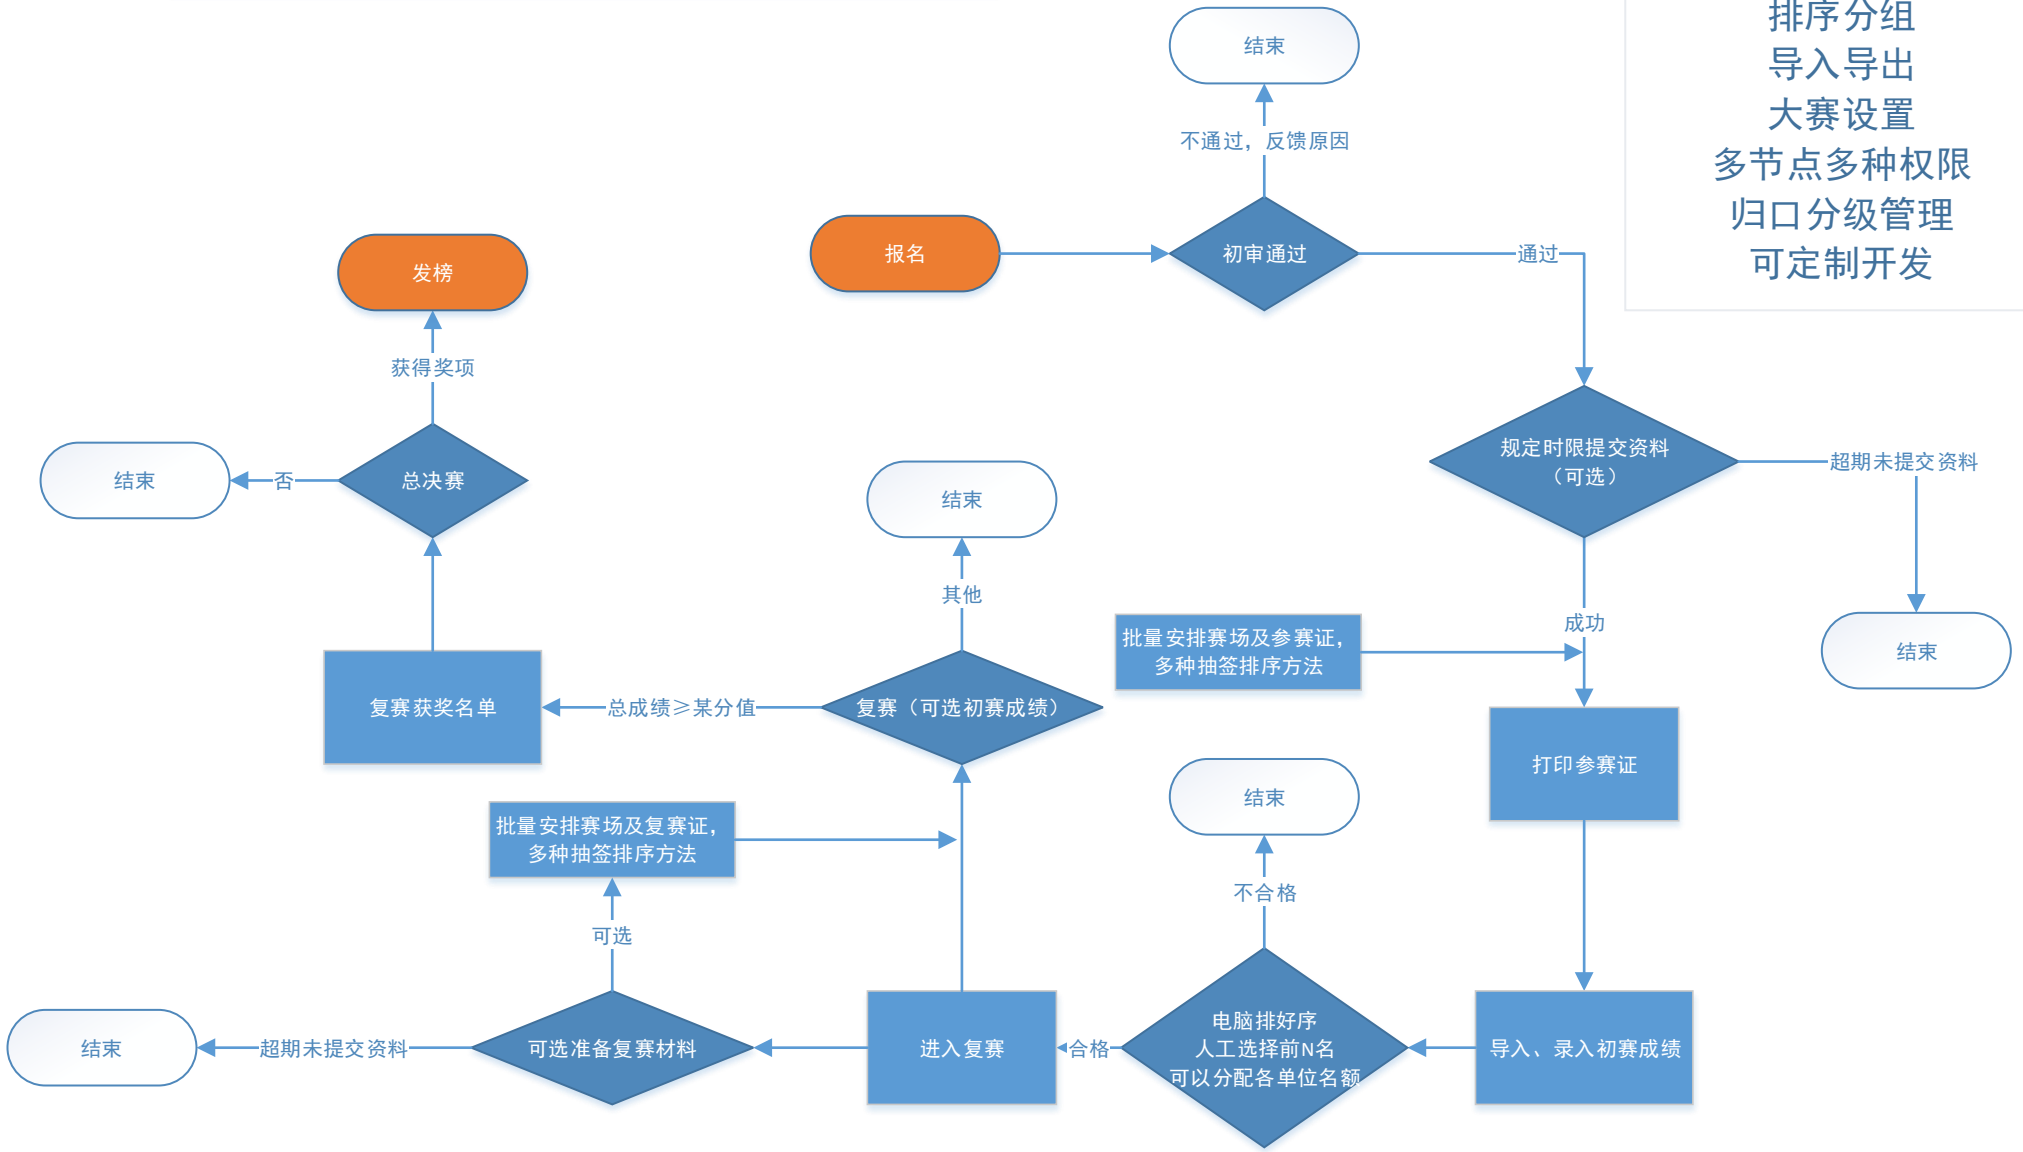 排序分组
导入导出
大赛设置
多节点多种权限
归口分级管理
可定制开发
结束
不通过，反馈原因
报名
初审通过
通过
发榜
获得奖项
结束
否
总决赛
规定时限提交资料
（可选）
超期未提交资料
结束
结束
其他
成功
批量安排赛场及参赛证，
多种抽签排序方法
复赛获奖名单
总成绩≥某分值
复赛（可选初赛成绩）
打印参赛证
结束
不合格
批量安排赛场及复赛证，
多种抽签排序方法
可选
结束
超期未提交资料
可选准备复赛材料
进入复赛
合格
电脑排好序
人工选择前N名
可以分配各单位名额
导入、录入初赛成绩